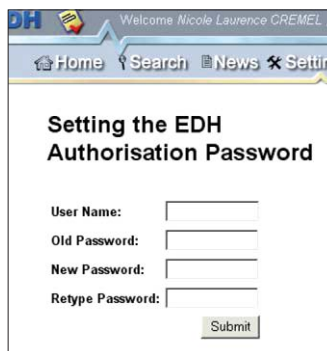 DH Welcome Nicole Laurence CREMEL
Home Search News Settin
Setting the EDH
Authorisation Password
User Name:
Old Password:
New Password:
Retype Password:
Submit